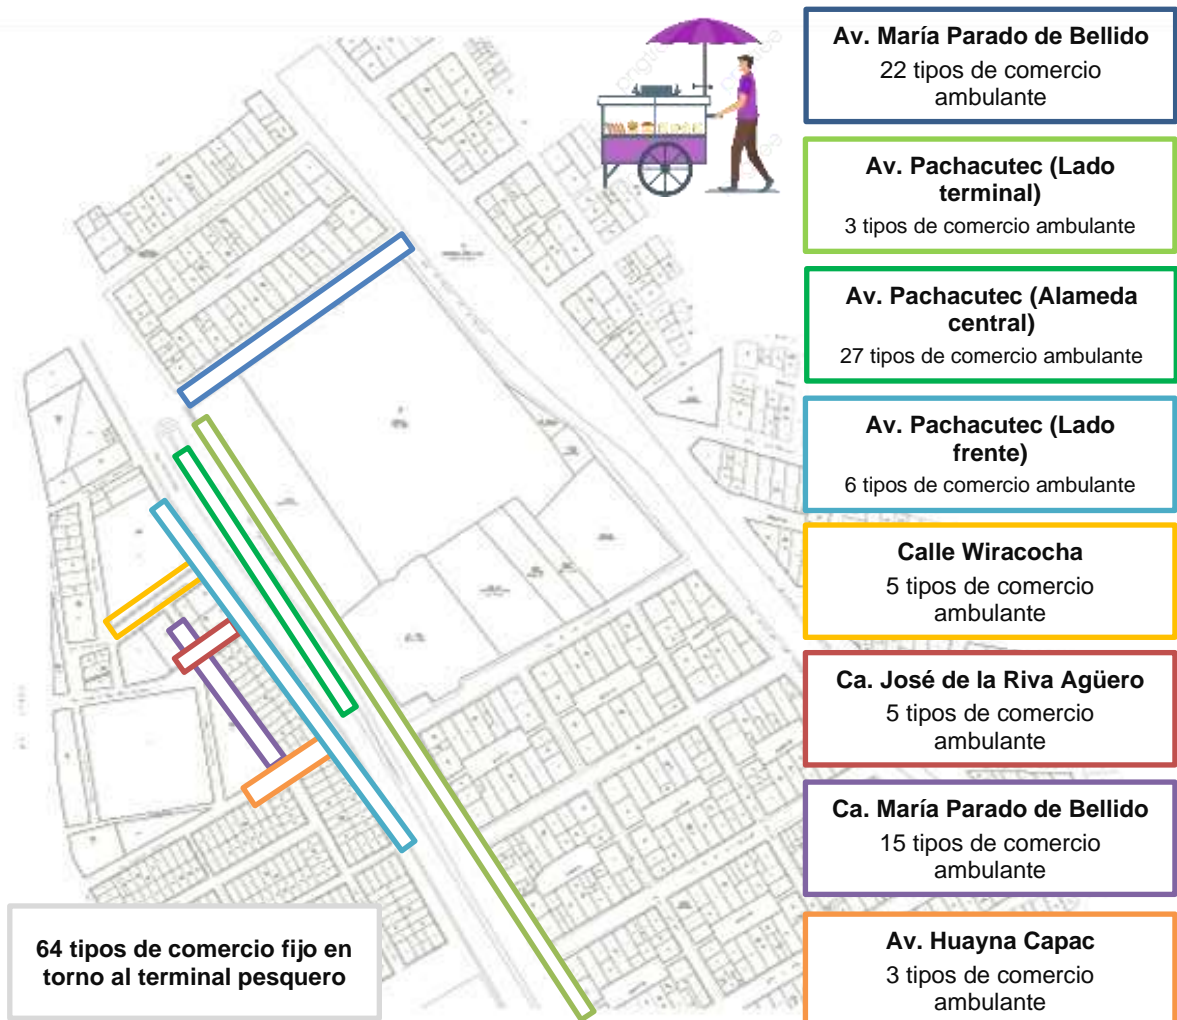 Av. María Parado de Bellido
22 tipos de comercio
ambulante
Av. Pachacutec (Lado
terminal)
3 tipos de comercio ambulante
Av. Pachacutec (Alameda
central)
27 tipos de comercio ambulante
Av. Pachacutec (Lado
frente)
6 tipos de comercio ambulante
Calle Wiracocha
5 tipos de comercio
ambulante
Ca. José de la Riva Agüero
5 tipos de comercio
ambulante
Ca. María Parado de Bellido
15 tipos de comercio
ambulante
Av. Huayna Capac
3 tipos de comercio
ambulante
64 tipos de comercio fijo en
torno al terminal pesquero